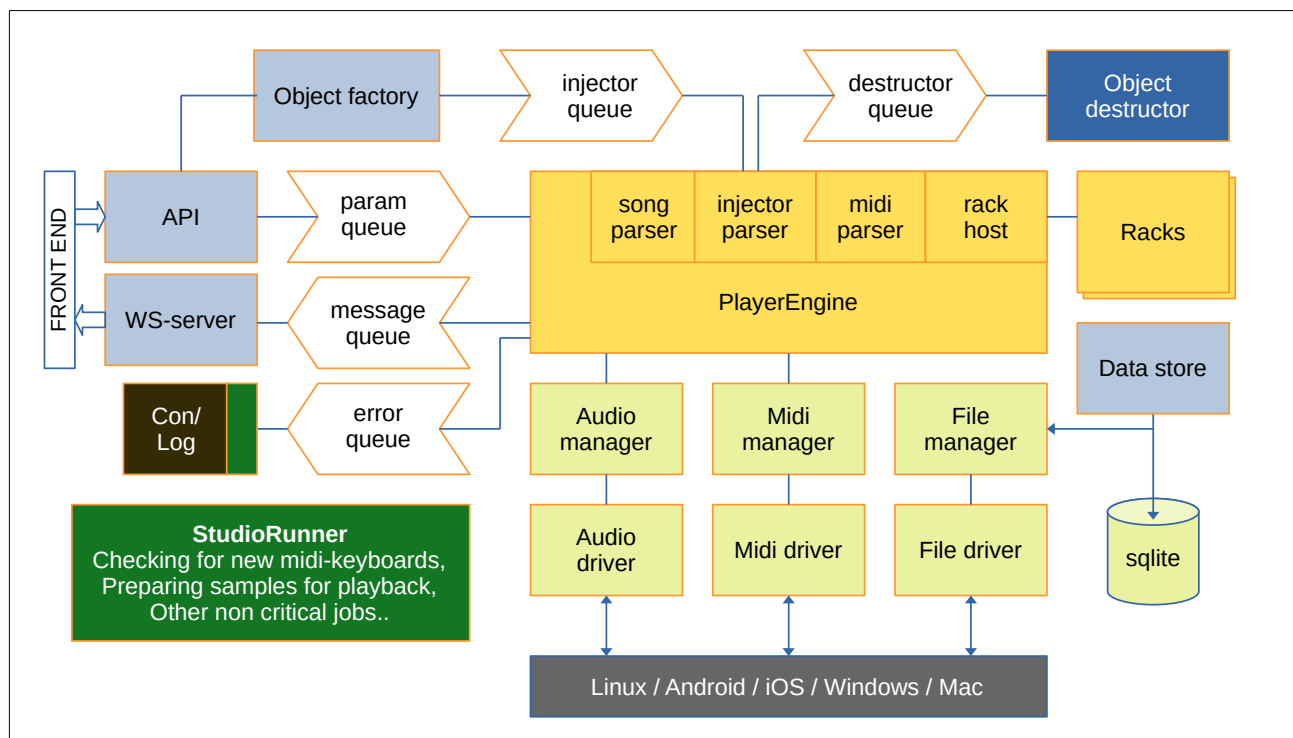 Object factory
injector
queue
destructor
queue
Object
destructor
FRONT END
API
param
queue
song
parser
injector
parser
midi
parser
rack
host
Racks
PlayerEngine
WS-server
message
queue
Data store
Con/
Log
error
queue
Audio
manager
Midi
manager
File
manager
StudioRunner
Checking for new midi-keyboards,
Preparing samples for playback,
Other non critical jobs..
Audio
driver
Midi driver
File driver
sqlite
Linux / Android / iOS / Windows / Mac